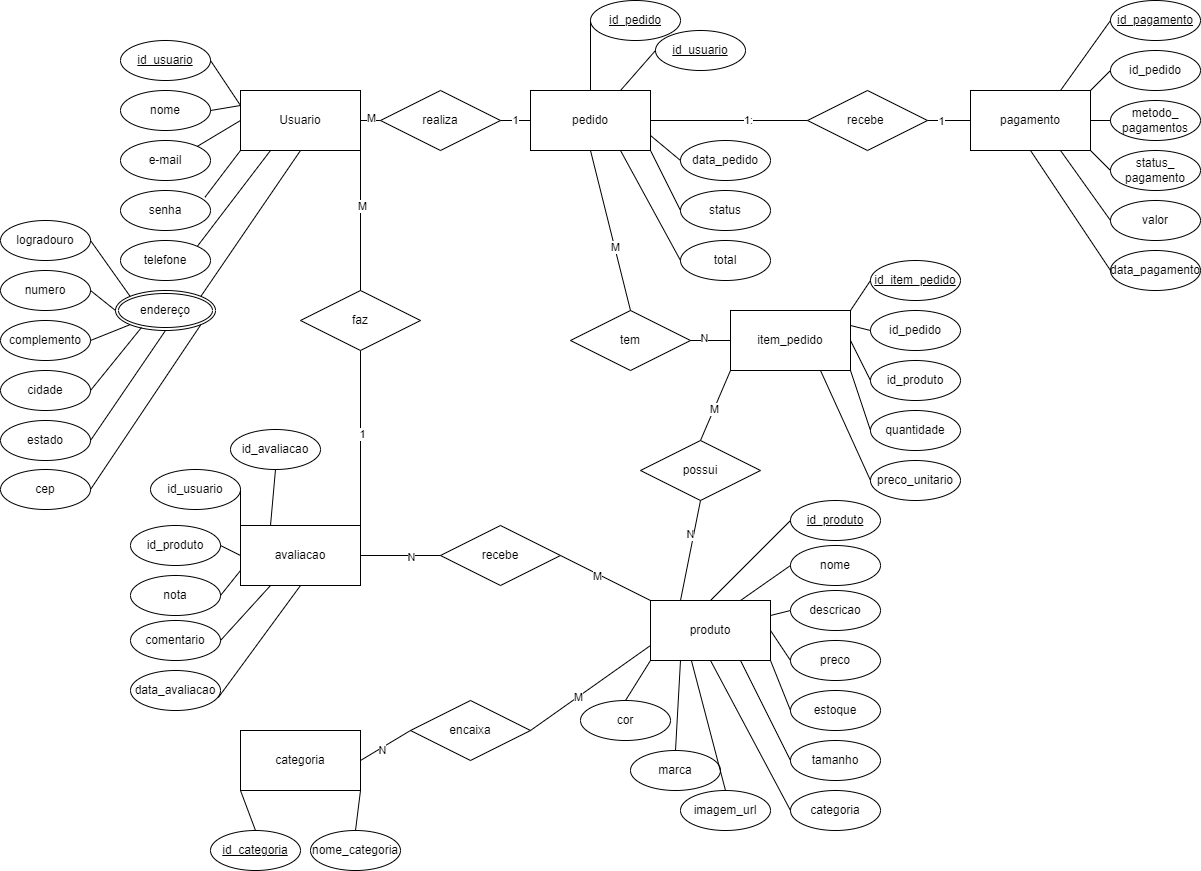 id_pedido
id_pagamento
id_usuario
id_usuario
id_pedido
nome
Usuario
M
realiza
1
pedido
1:
recebe
1
pagamento
metodo_
pagamentos
e-mail
data_pedido
status_
pagamento
senha
M
status
valor
logradouro
telefone
M
total
data_pagamento
numero
endereço
id_item_pedido
complemento
faz
tem
N
item_pedido
id_pedido
cidade
id_produto
M
estado
1
quantidade
id_avaliacao
cep
id_usuario
possui
preco_unitario
id_produto
avaliacao
N
recebe
N
id_produto
nota
M
nome
comentario
produto
descricao
data_avaliacao
M
preco
cor
estoque
categoria
N
encaixa
marca
tamanho
imagem_url
categoria
id_categoria
nome_categoria